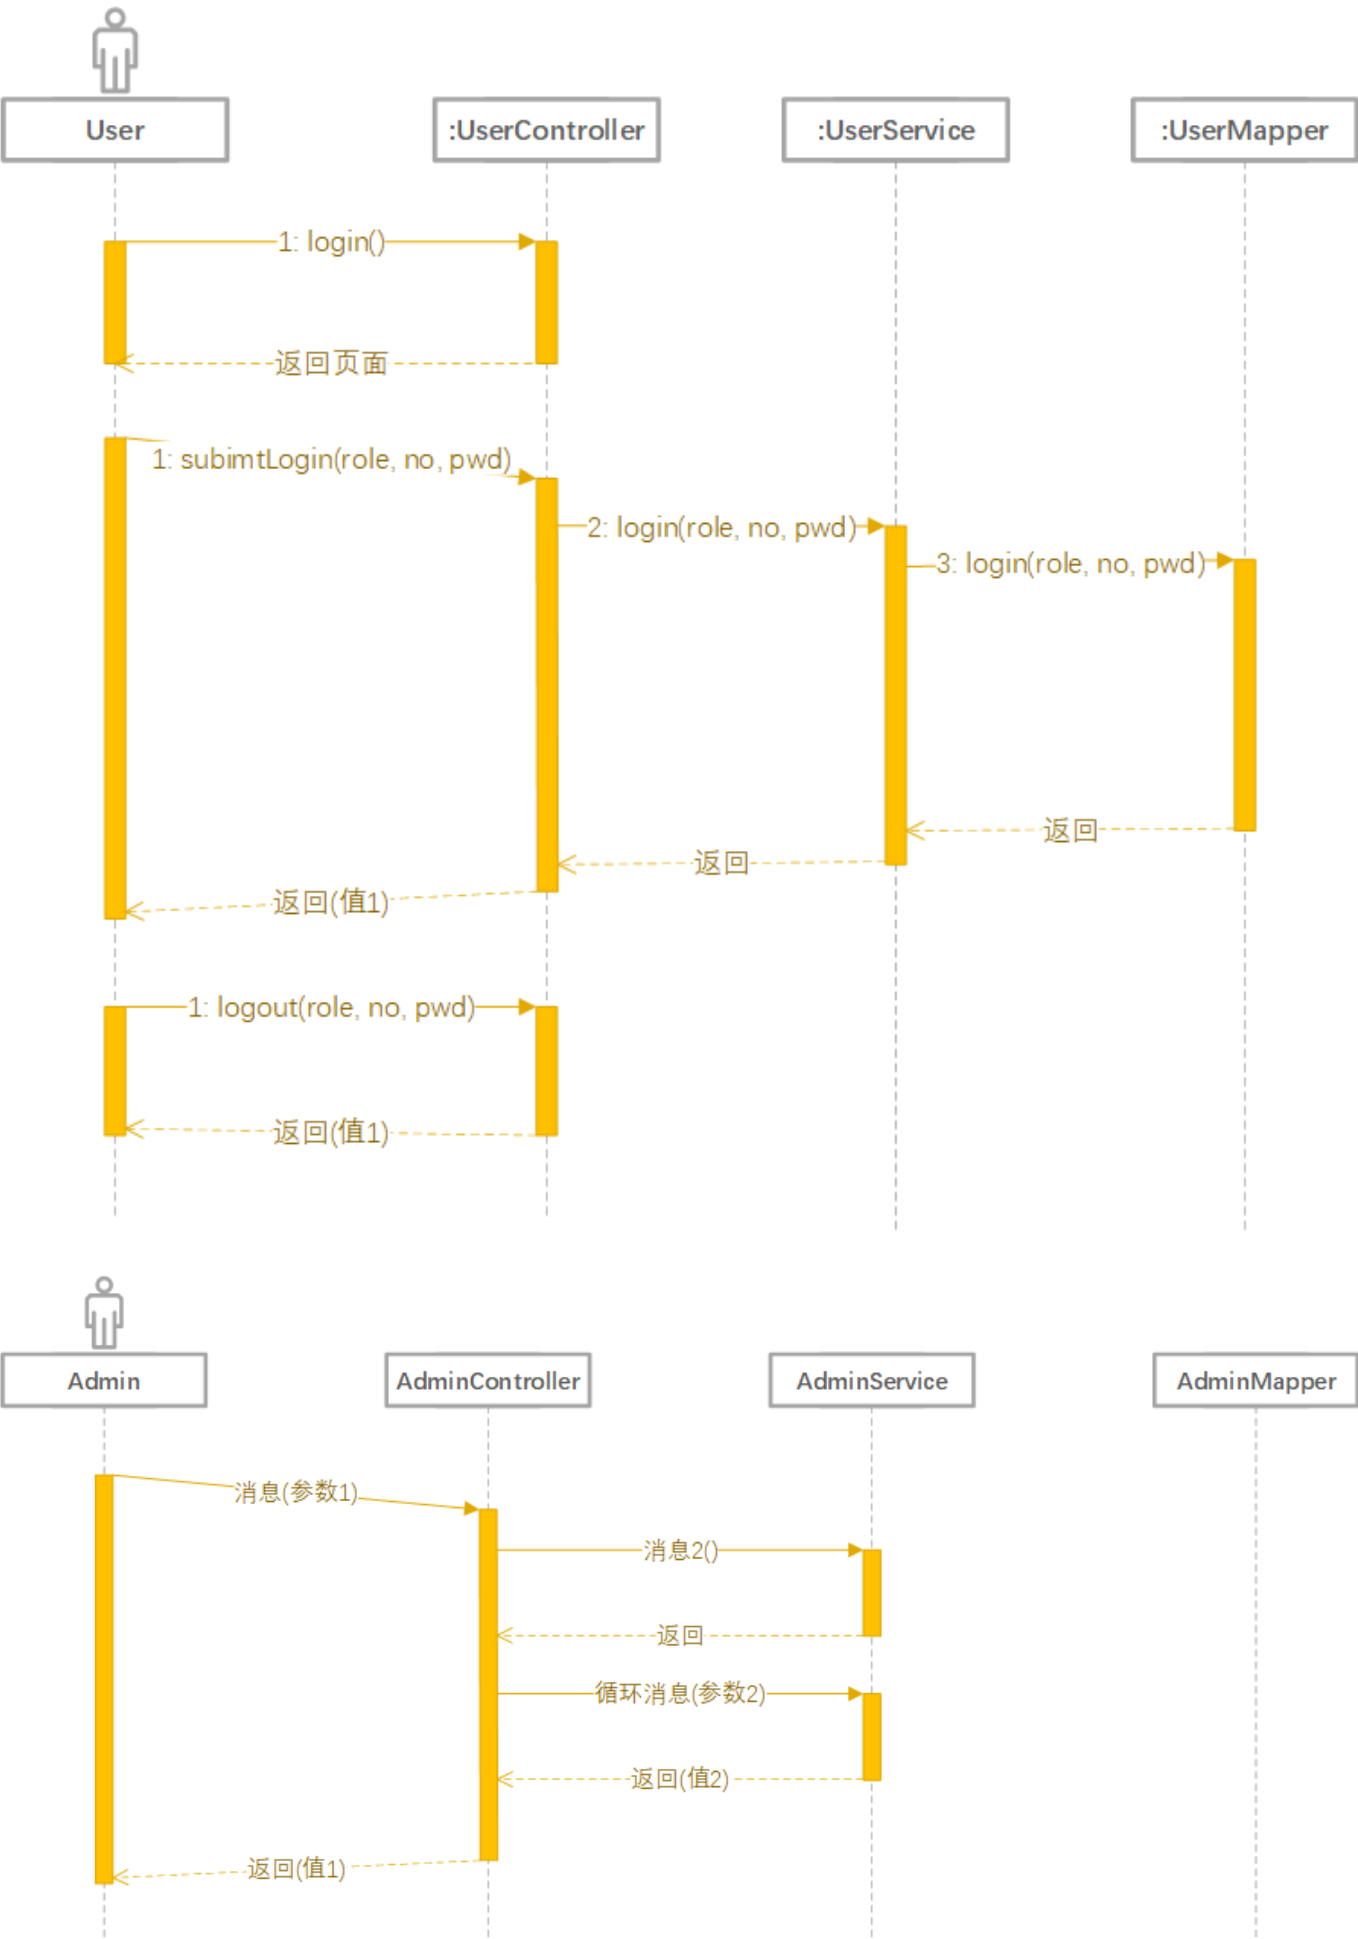 User
:UserController
:UserService
:UserMapper
1: login()
返回页面
1: subimtLogin(role, no, pwd)
2: login(role, no, pwd)
3: login(role, no, pwd)
返回
返回
返回(值1)
1: logout(role, no, pwd)
返回(值1)
Admin
AdminController
AdminService
AdminMapper
消息(参数1)
消息2()
返回
循环消息(参数2)
返回(值2)
返回(值1)